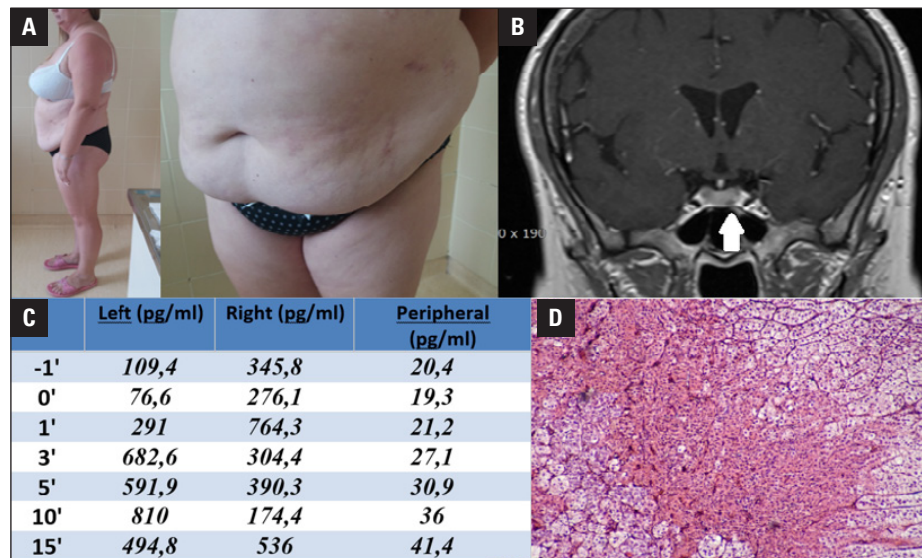 A
B
0 x 190
C
Left (pg/ml) Right (pg/ml) Peripheral (pg/ml)
-1' 109,4 345,8 20,4
0' 76,6 276,1 19,3
1' 291 764,3 21,2
3' 682,6 304,4 27,1
5' 591,9 390,3 30,9
10' 810 174,4 36
15' 494,8 536 41,4
D